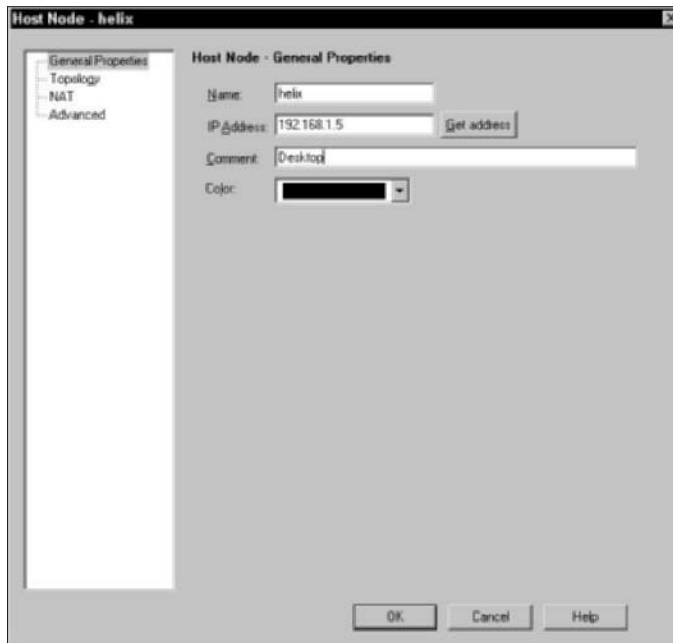 Host Node - helix
General Properties
Topology
NAT
Advanced
Host Node - General Properties
Name: helix
IP Address: 192.168.1.5 Get address
Comment: Desktop
Color:
OK Cancel Help